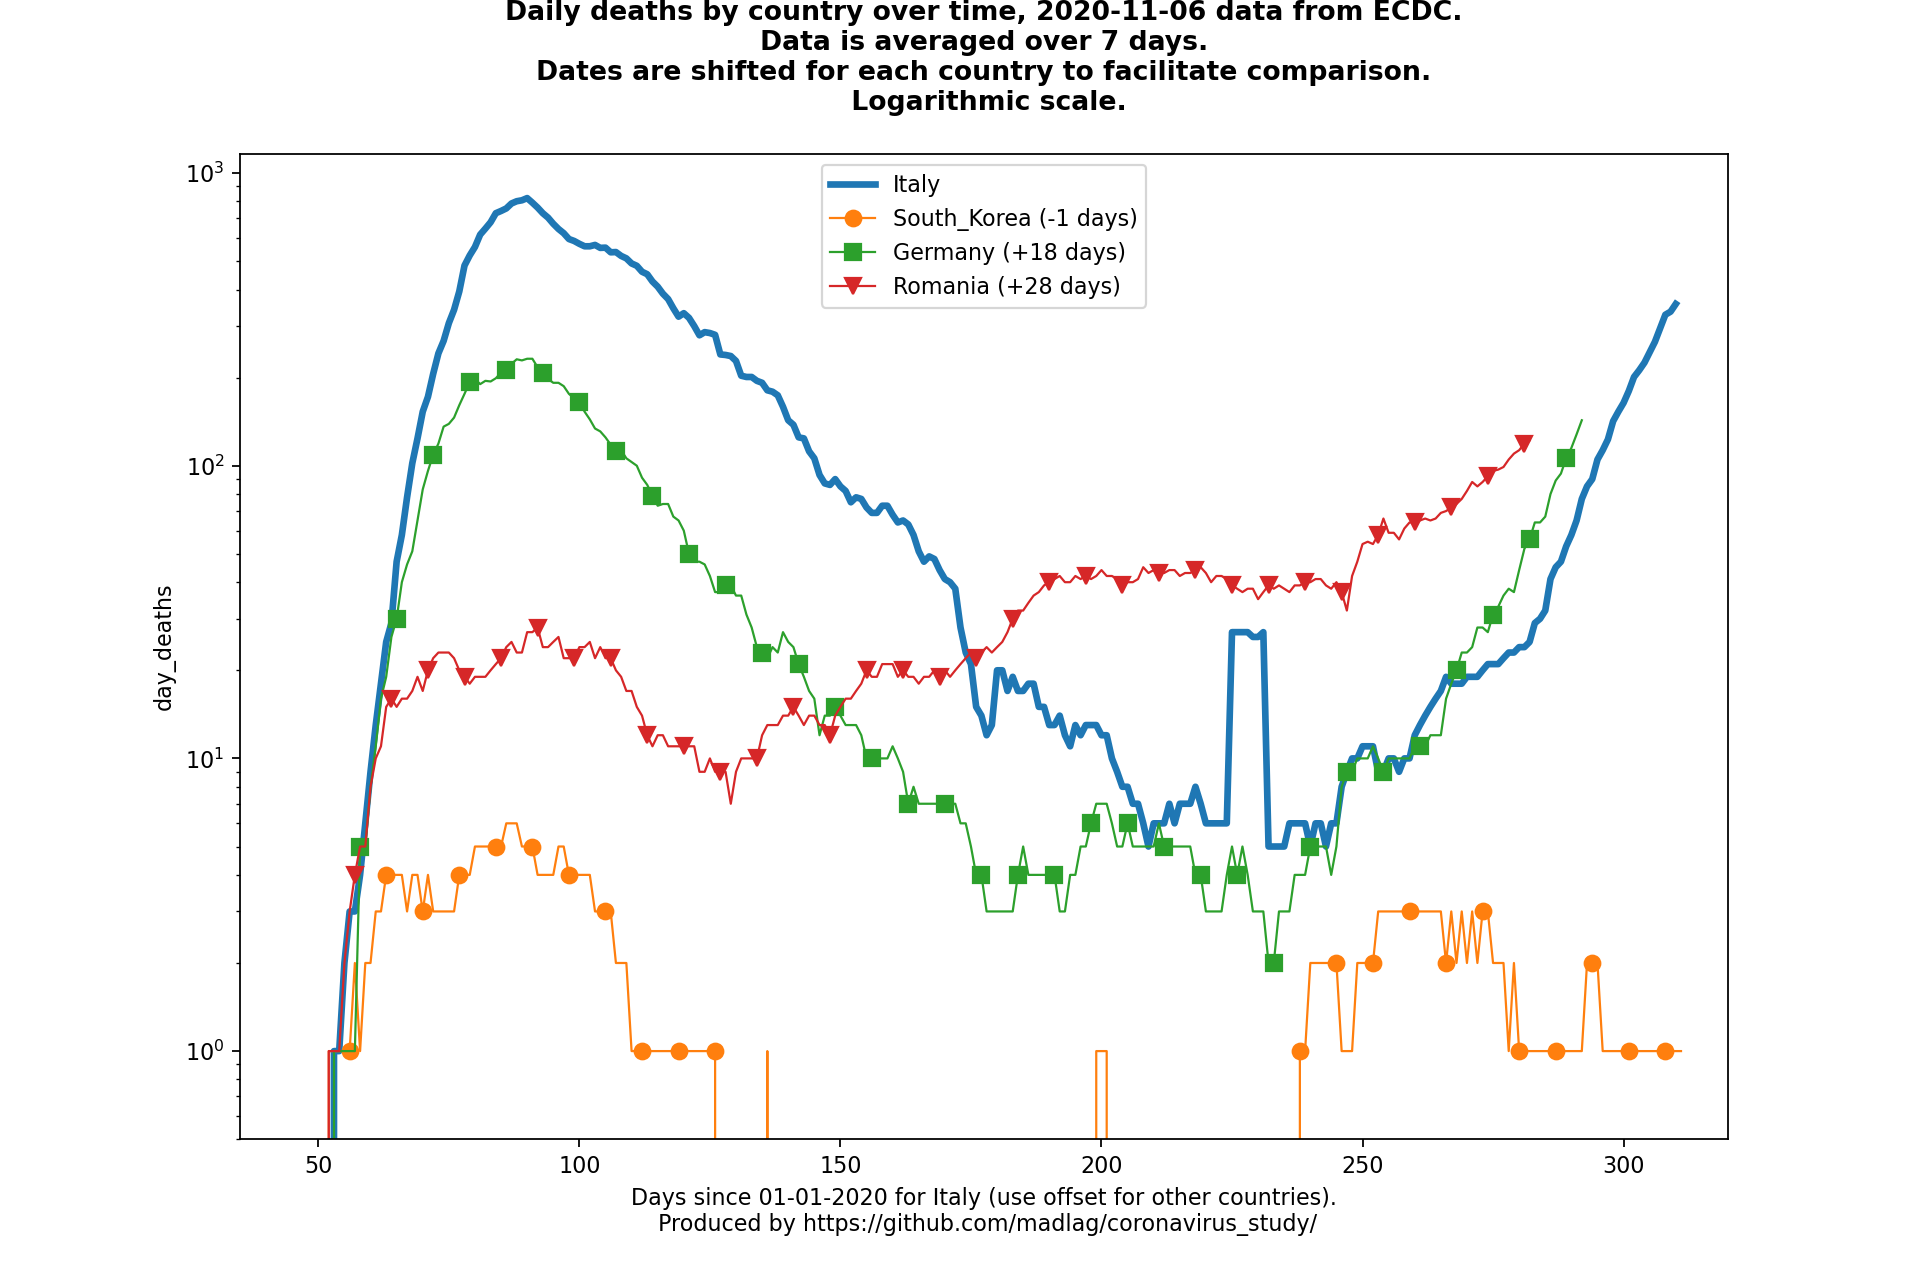 Daily deaths by country over time, 2020-11-06 data from ECDC.
Data is averaged over 7 days.
Dates are shifted for each country to facilitate comparison.
Logarithmic scale.
10³
10²
10¹
10⁰
day_deaths
Italy
South_Korea (-1 days)
Germany (+18 days)
Romania (+28 days)
50
100
150
200
250
300
Days since 01-01-2020 for Italy (use offset for other countries).
Produced by https://github.com/madlag/coronavirus_study/